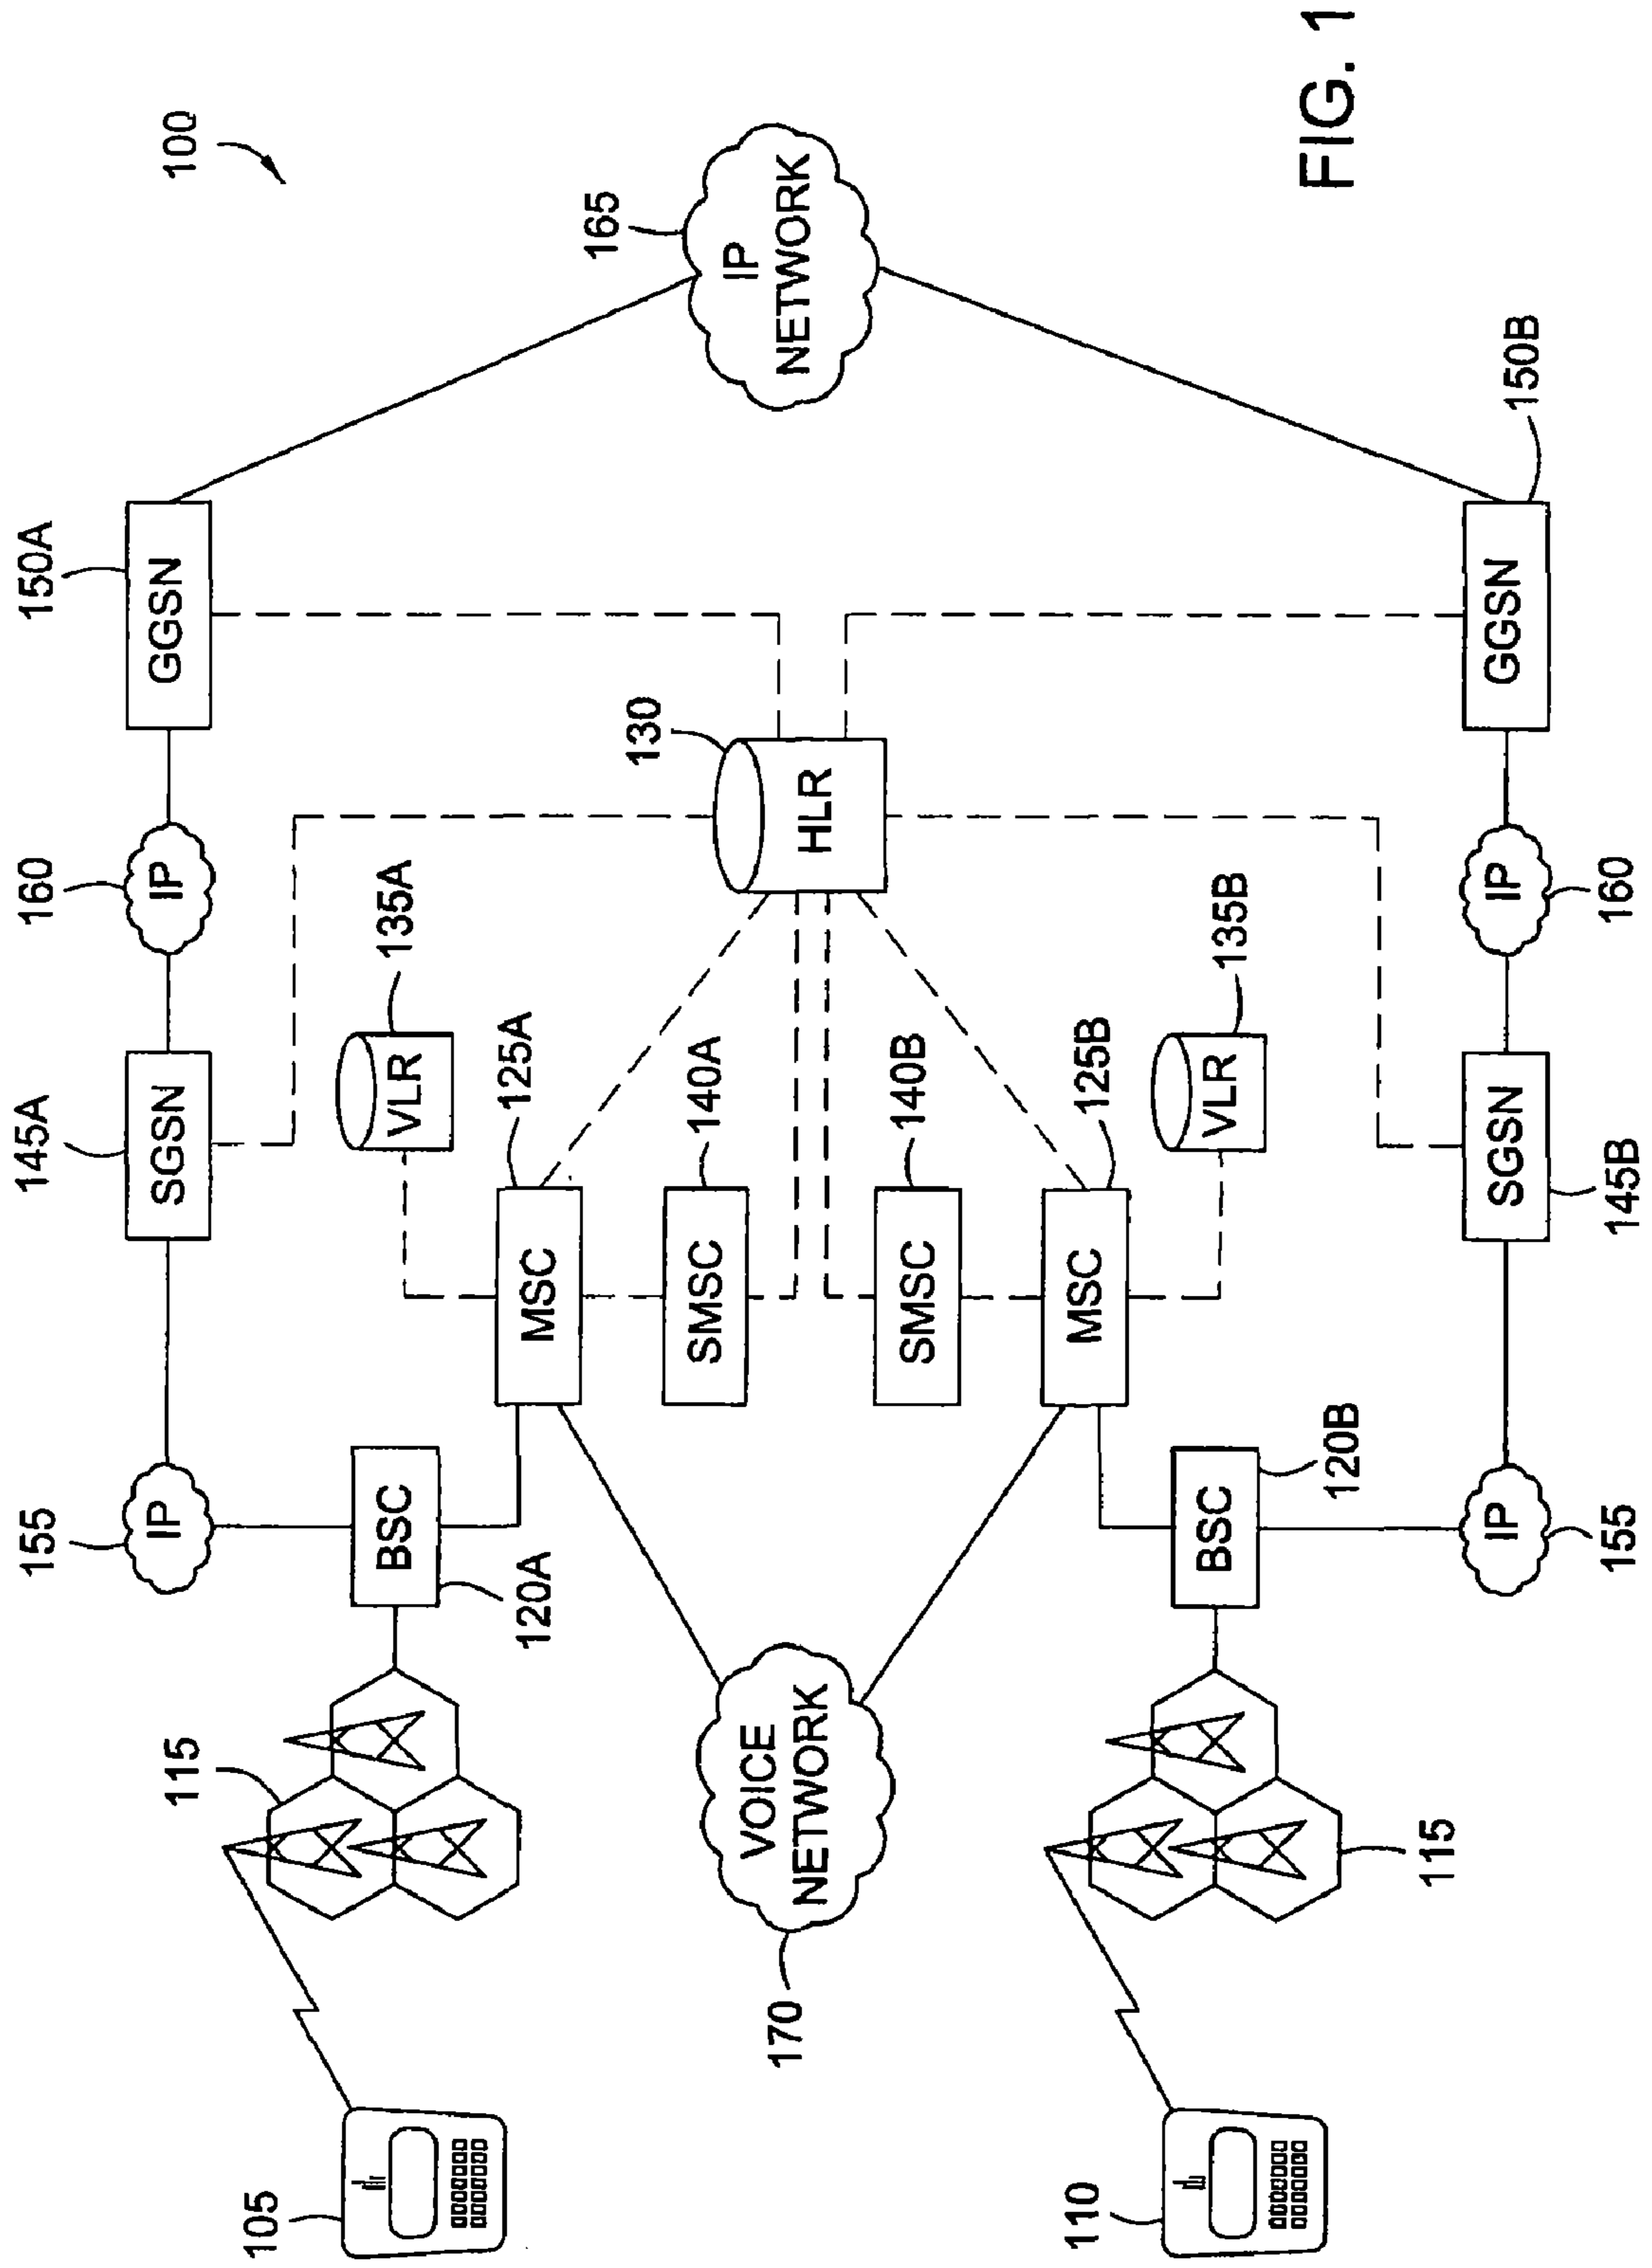 100
150A
GGSN
165
IP
NETWORK
160
IP
130
HLR
145A
SGSN
135A
VLR
125A
MSC
140A
SMSC
155
IP
BSC
120A
115
105
VOICE
NETWORK
170
140B
SMSC
125B
MSC
135B
VLR
150B
GGSN
160
IP
145B
SGSN
120B
BSC
155
IP
115
110
FIG. 1